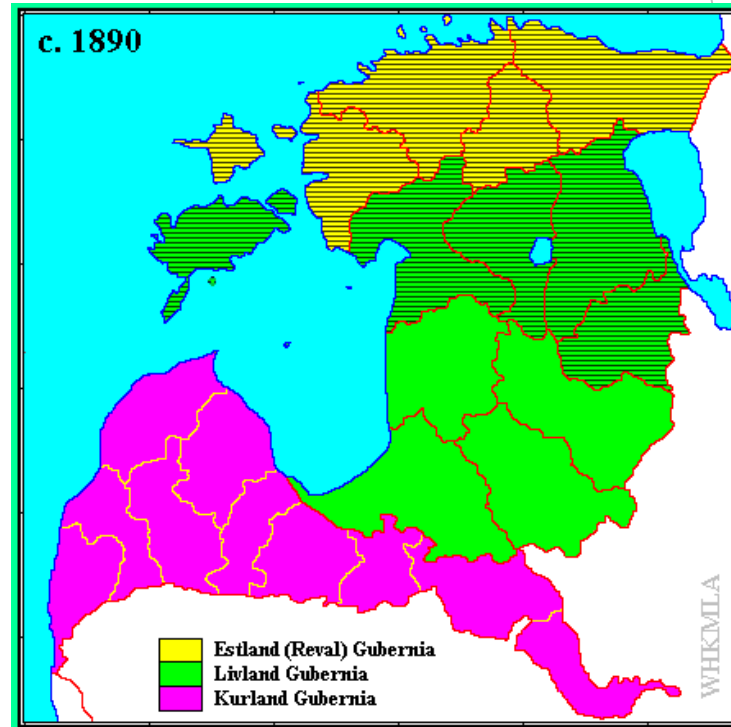 c. 1890
Estland (Reval) Gubernia
Livland Gubernia
Kurland Gubernia
WHKMLA